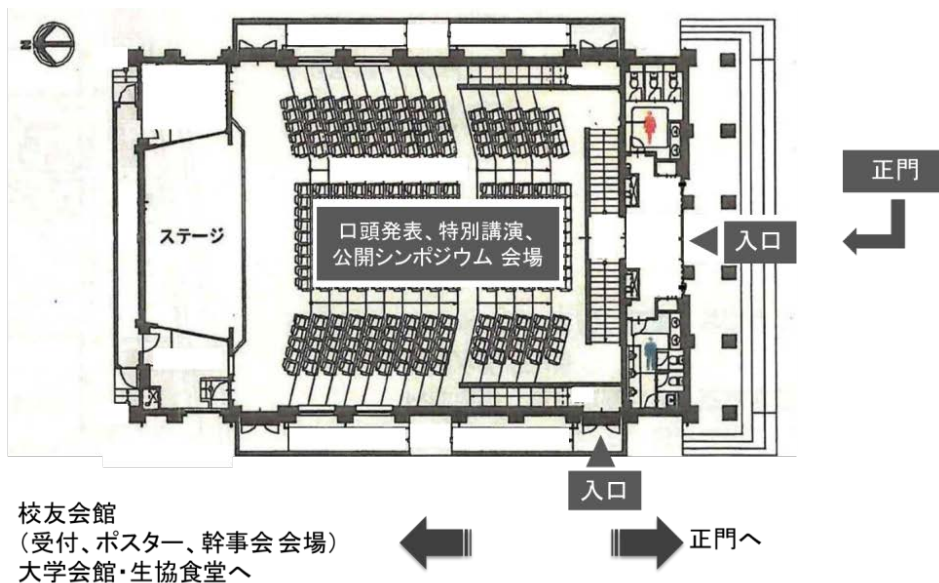 N
正門
ステージ
口頭発表、特別講演、
公開シンポジウム 会場
入口
入口
校友会館
(受付、ポスター、幹事会会場)
大学会館・生協食堂へ
正門へ